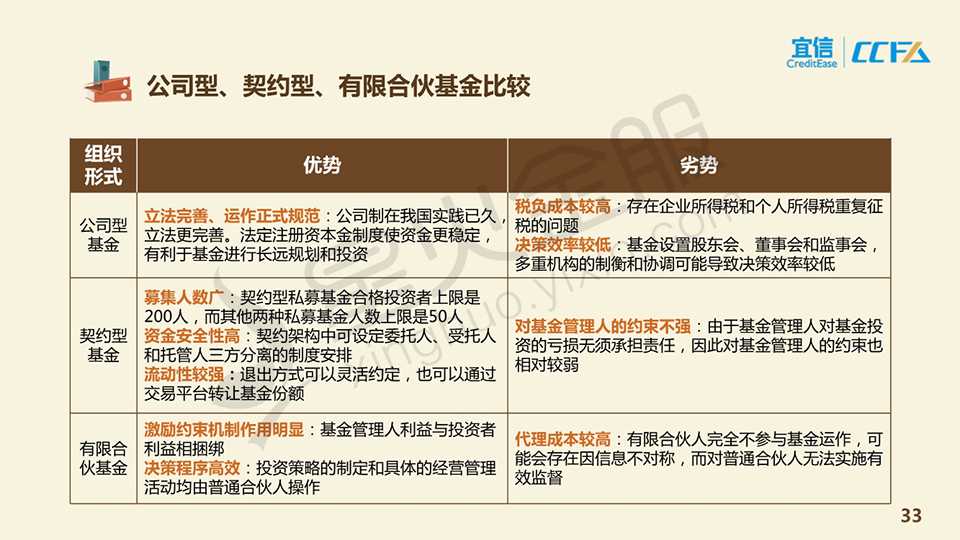 宜信
CreditEase
CCFA
公司型、契约型、有限合伙基金比较
组织
形式
优势
劣势
公司型
基金
立法完善、运作正式规范：公司制在我国实践已久，
立法更完善。法定注册资本金制度使资金更稳定，
有利于基金进行长远规划和投资
税负成本较高：存在企业所得税和个人所得税重复征
税的问题
决策效率较低：基金设置股东会、董事会和监事会，
多重机构的制衡和协调可能导致决策效率较低
契约型
基金
募集人数广：契约型私募基金合格投资者上限是
200人，而其他两种私募基金人数上限是50人
资金安全性高：契约架构中可设定委托人、受托人
和托管人三方分离的制度安排
流动性较强：退出方式可以灵活约定，也可以通过
交易平台转让基金份额
对基金管理人的约束不强：由于基金管理人对基金投
资的亏损无须承担责任，因此对基金管理人的约束也
相对较弱
有限合
伙基金
激励约束机制作用明显：基金管理人利益与投资者
利益相捆绑
决策程序高效：投资策略的制定和具体的经营管理
活动均由普通合伙人操作
代理成本较高：有限合伙人完全不参与基金运作，可
能会存在因信息不对称，而对普通合伙人无法实施有
效监督
33